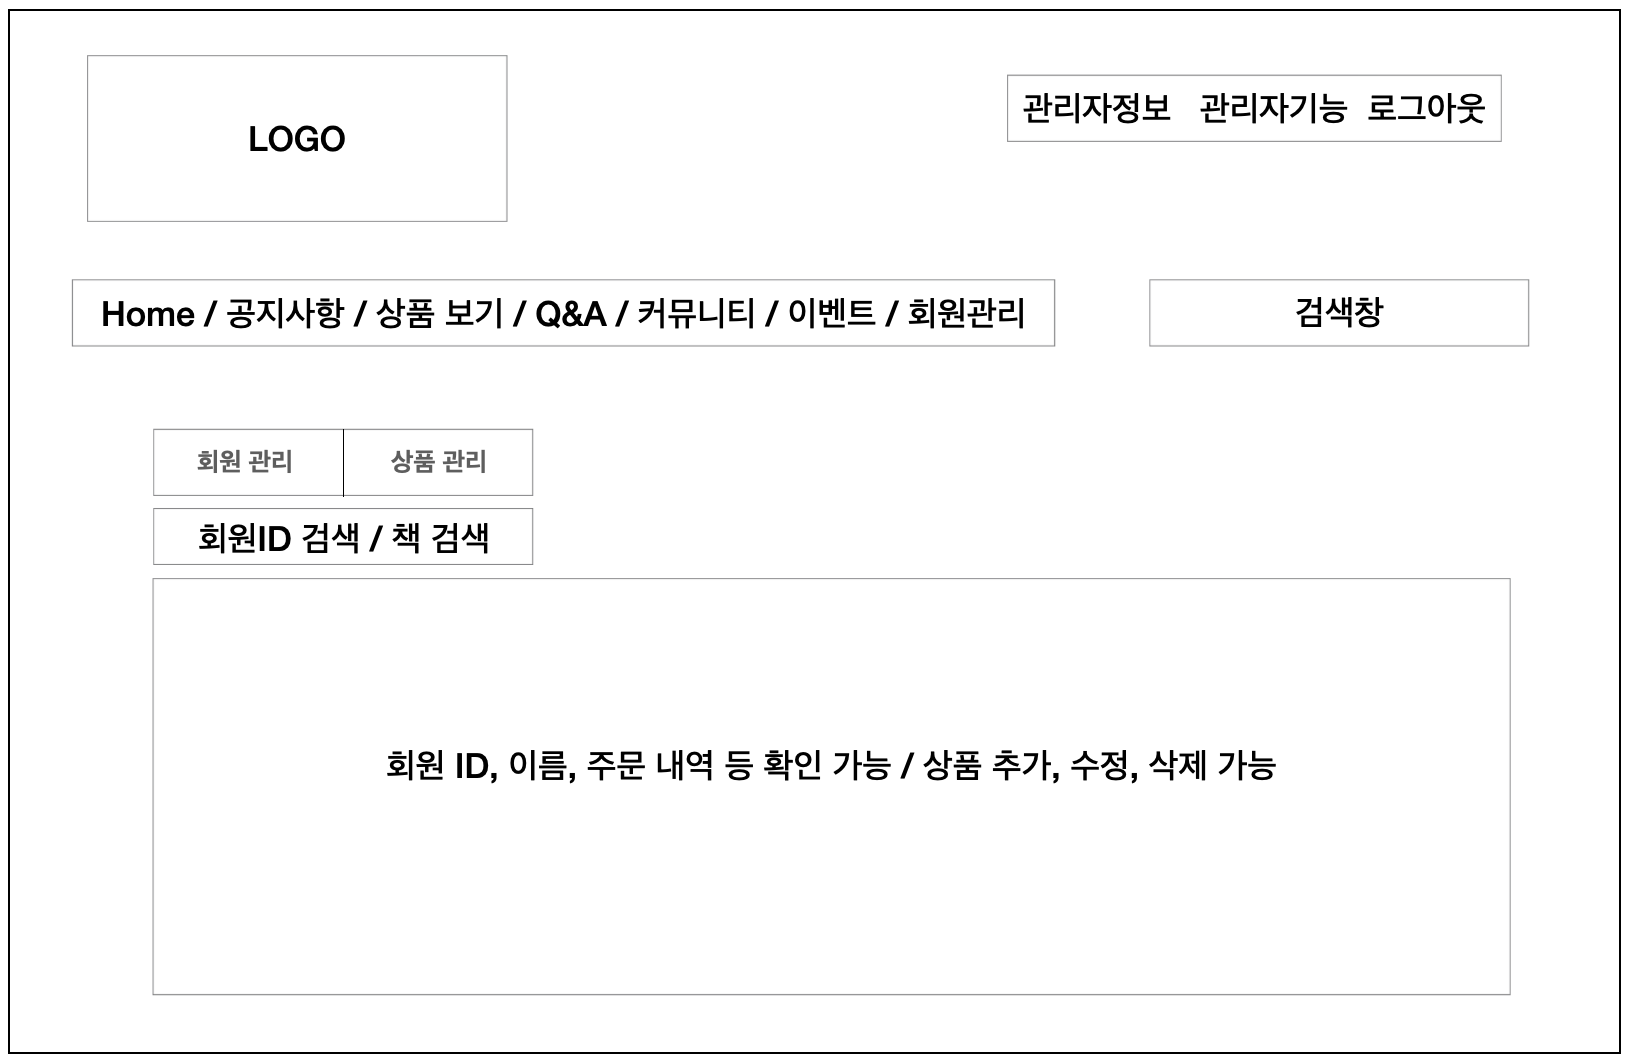 LOGO
관리자정보 관리자기능 로그아웃
Home / 공지사항 / 상품 보기 / Q&A / 커뮤니티 / 이벤트 / 회원관리
검색창
회원 관리
상품 관리
회원ID 검색 / 책 검색
회원 ID, 이름, 주문 내역 등 확인 가능 / 상품 추가, 수정, 삭제 가능